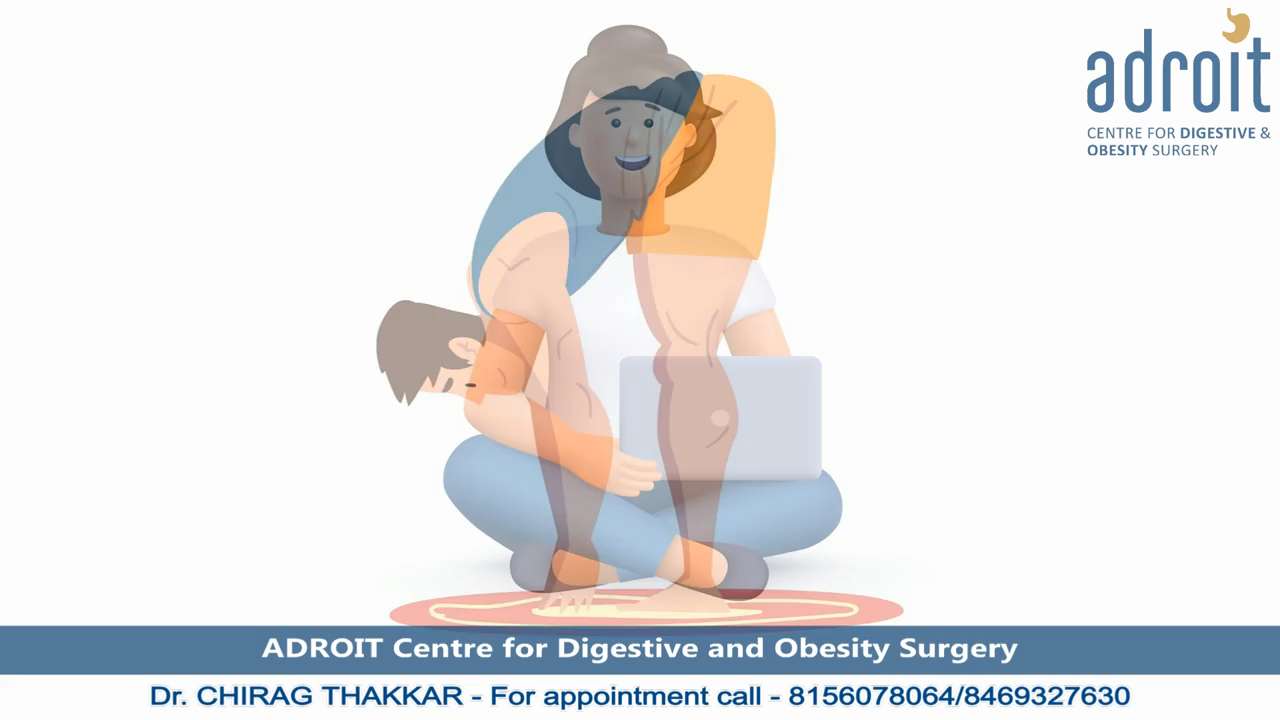 adroit
CENTRE FOR DIGESTIVE &
OBESITY SURGERY
ADROIT Centre for Digestive and Obesity Surgery
Dr. CHIRAG THAKKAR - For appointment call - 8156078064/8469327630